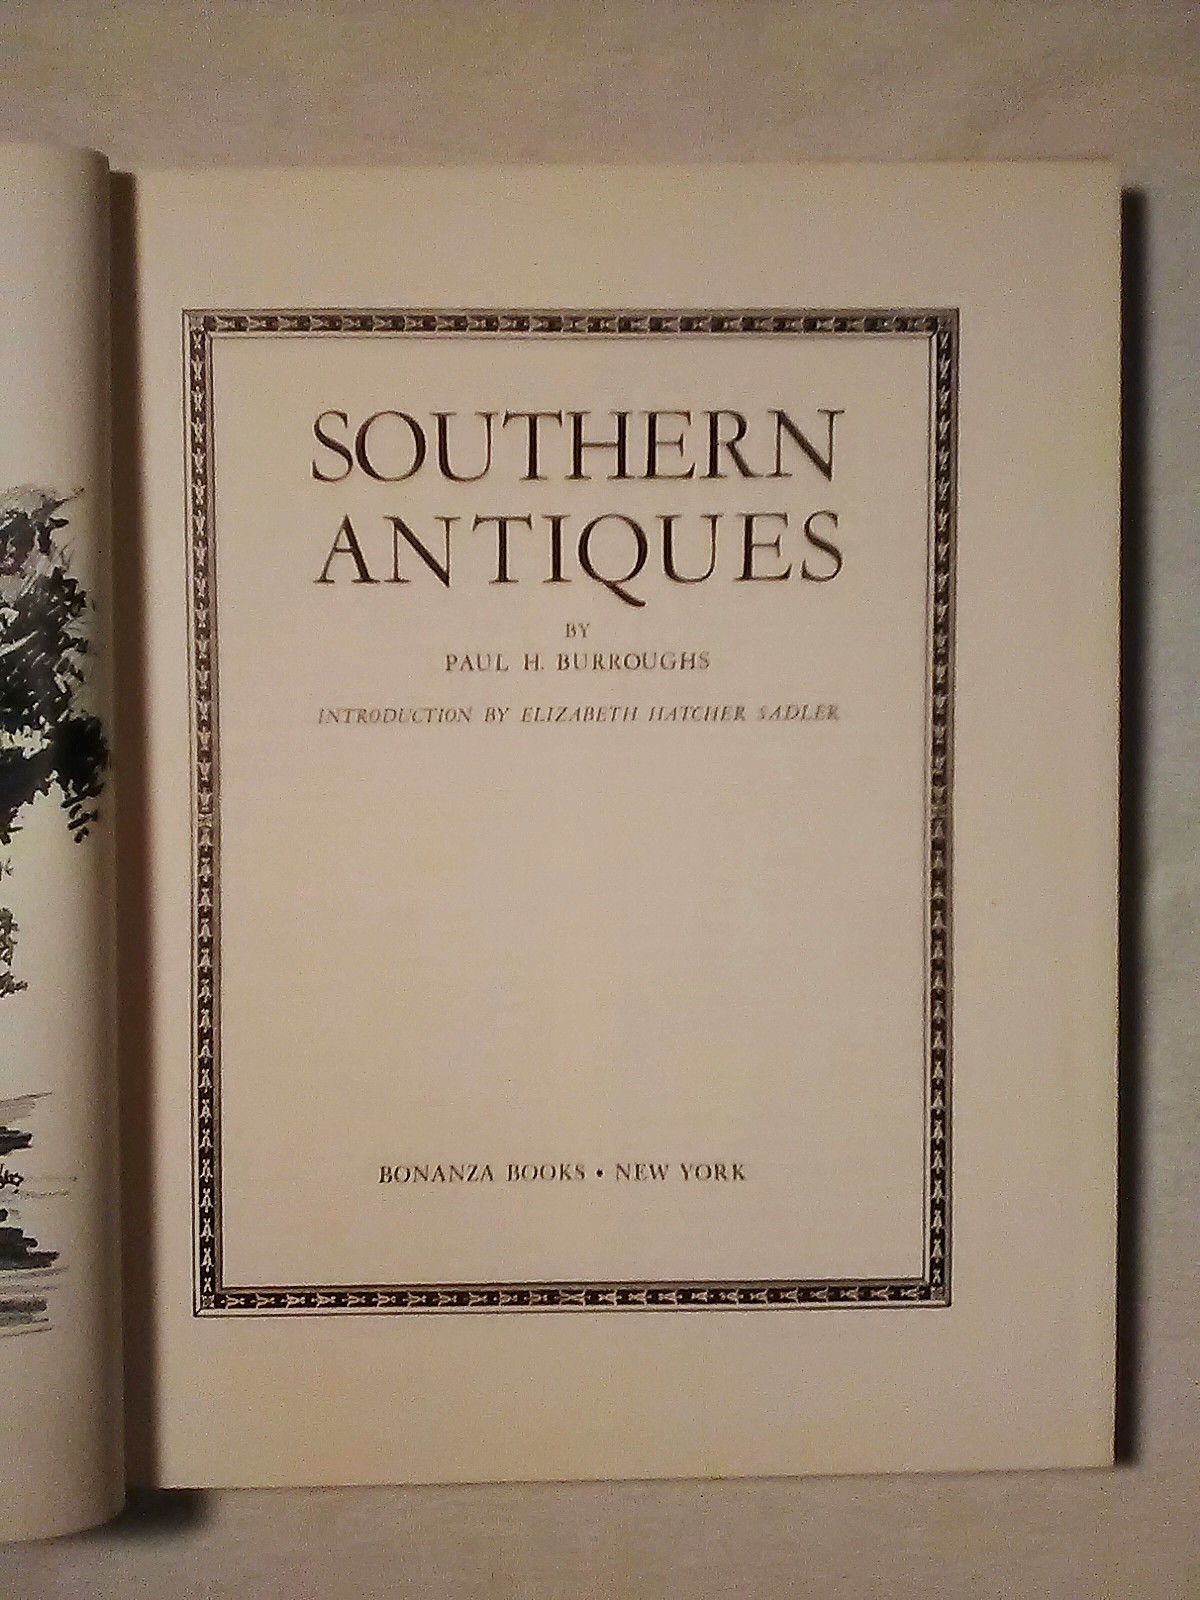 SOUTHERN
ANTIQUES
BY
PAUL H. BURROUGHS
INTRODUCTION BY ELIZABETH HATCHER SADLER
BONANZA BOOKS • NEW YORK